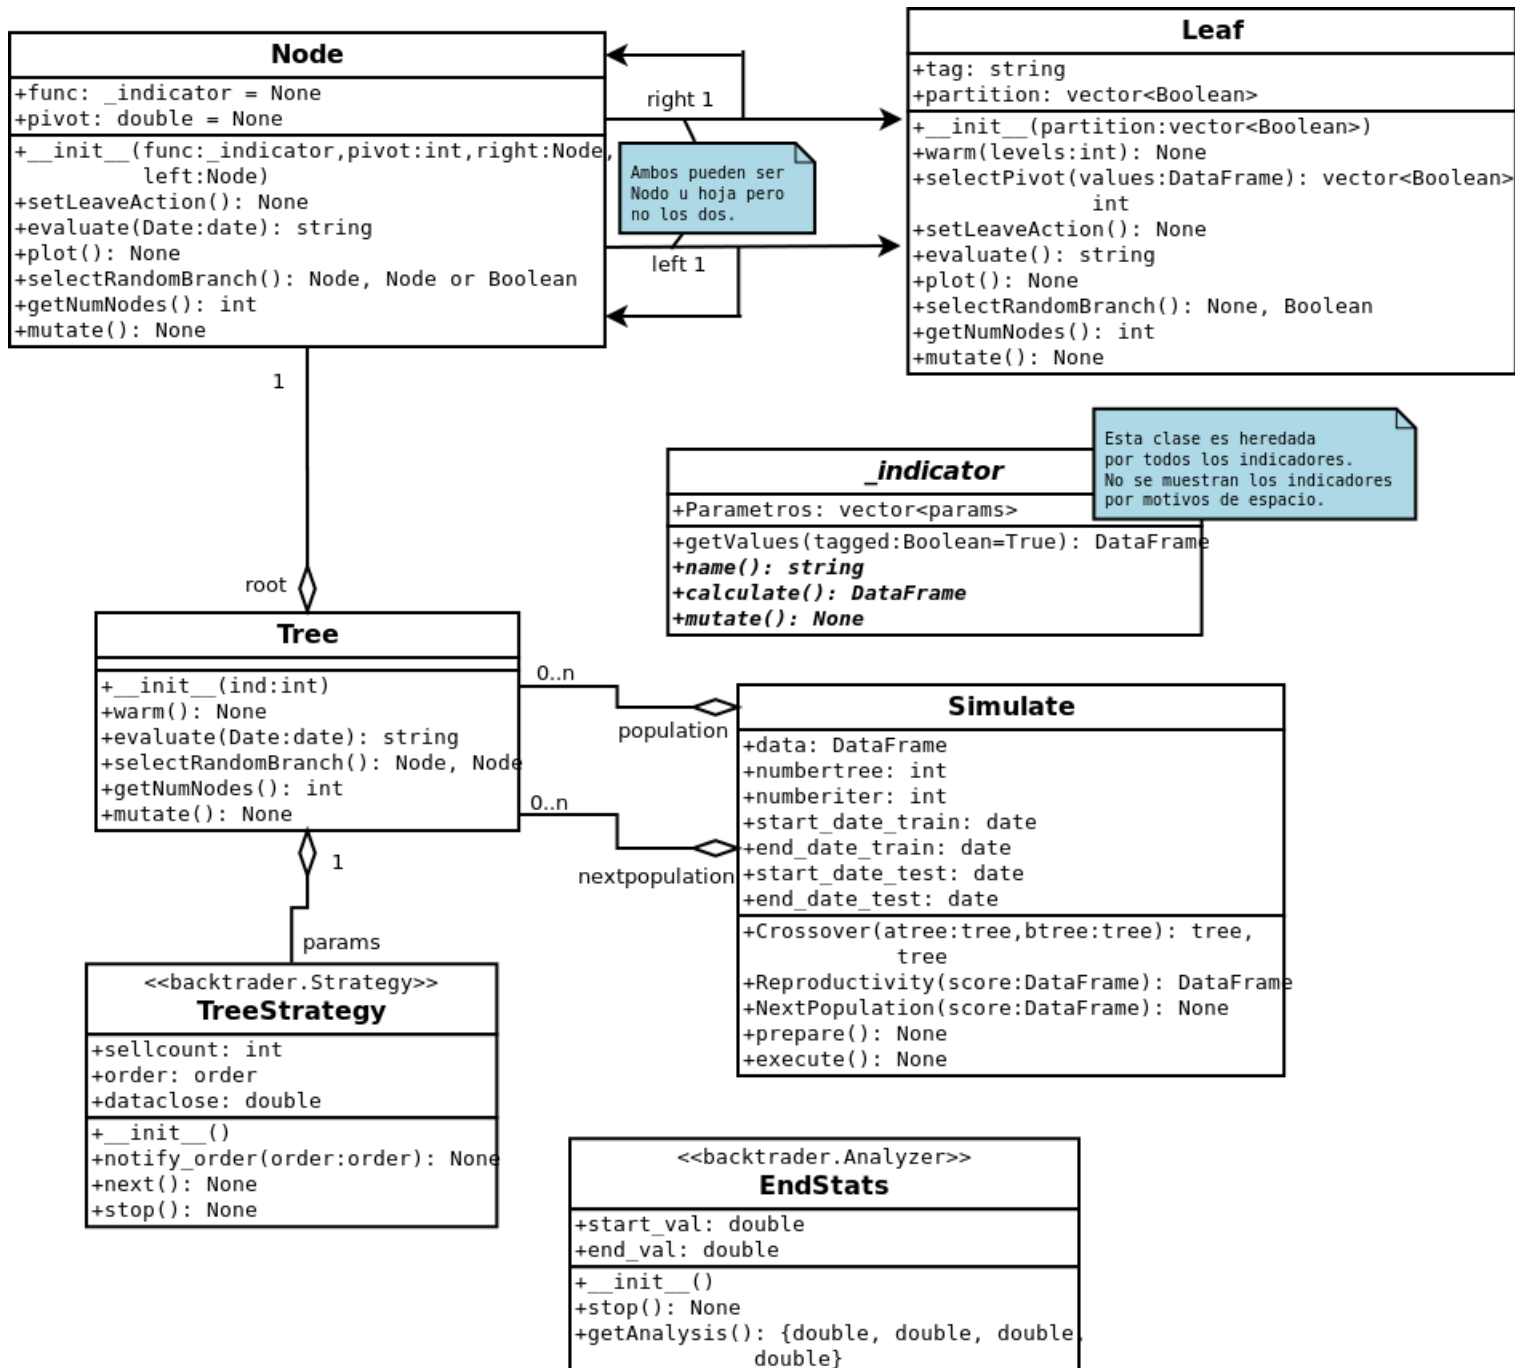 Node
+func: _indicator = None
+pivot: double = None
+__init__(func:_indicator,pivot:int,right:Node,
left:Node)
+setLeaveAction(): None
+evaluate(Date:date): string
+plot(): None
+selectRandomBranch(): Node, Node or Boolean
+getNumNodes(): int
+mutate(): None
right 1
Ambos pueden ser
Nodo u hoja pero
no los dos.
left 1
Leaf
+tag: string
+partition: vector<Boolean>
+__init__(partition:vector<Boolean>)
+warm(levels:int): None
+selectPivot(values:DataFrame): vector<Boolean>
int
+setLeaveAction(): None
+evaluate(): string
+plot(): None
+selectRandomBranch(): None, Boolean
+getNumNodes(): int
+mutate(): None
1
root
_indicator
+Parametros: vector<params>
+getValues(tagged:Boolean=True): DataFrame
+name(): string
+calculate(): DataFrame
+mutate(): None
Esta clase es heredada
por todos los indicadores.
No se muestran los indicadores
por motivos de espacio.
Tree
+__init__(ind:int)
+warm(): None
+evaluate(Date:date): string
+selectRandomBranch(): Node, Node
+getNumNodes(): int
+mutate(): None
0..n
population
0..n
nextpopulation
Simulate
+data: DataFrame
+numbertree: int
+numberiter: int
+start_date_train: date
+end_date_train: date
+start_date_test: date
+end_date_test: date
+Crossover(atree:tree,btree:tree): tree,
tree
+Reproductivity(score:DataFrame): DataFrame
+NextPopulation(score:DataFrame): None
+prepare(): None
+execute(): None
1
params
<<backtrader.Strategy>>
TreeStrategy
+sellcount: int
+order: order
+dataclose: double
+__init__()
+notify_order(order:order): None
+next(): None
+stop(): None
<<backtrader.Analyzer>>
EndStats
+start_val: double
+end_val: double
+__init__()
+stop(): None
+getAnalysis(): {double, double, double,
double}